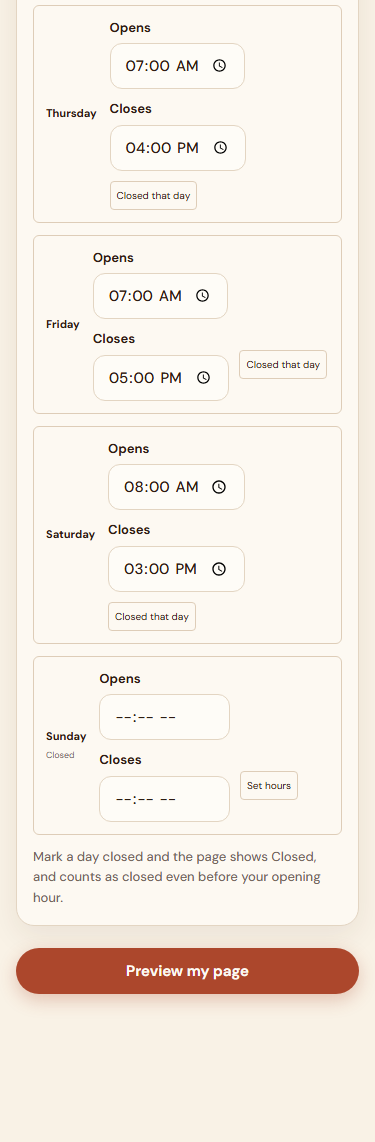 Opens
07:00 AM
Thursday
Closes
04:00 PM
Closed that day
Opens
07:00 AM
Friday
Closes
05:00 PM
Closed that day
Opens
08:00 AM
Saturday
Closes
03:00 PM
Closed that day
Opens
--:-- --
Sunday
Closed
Closes
--:-- --
Set hours
Mark a day closed and the page shows Closed,
and counts as closed even before your opening
hour.
Preview my page